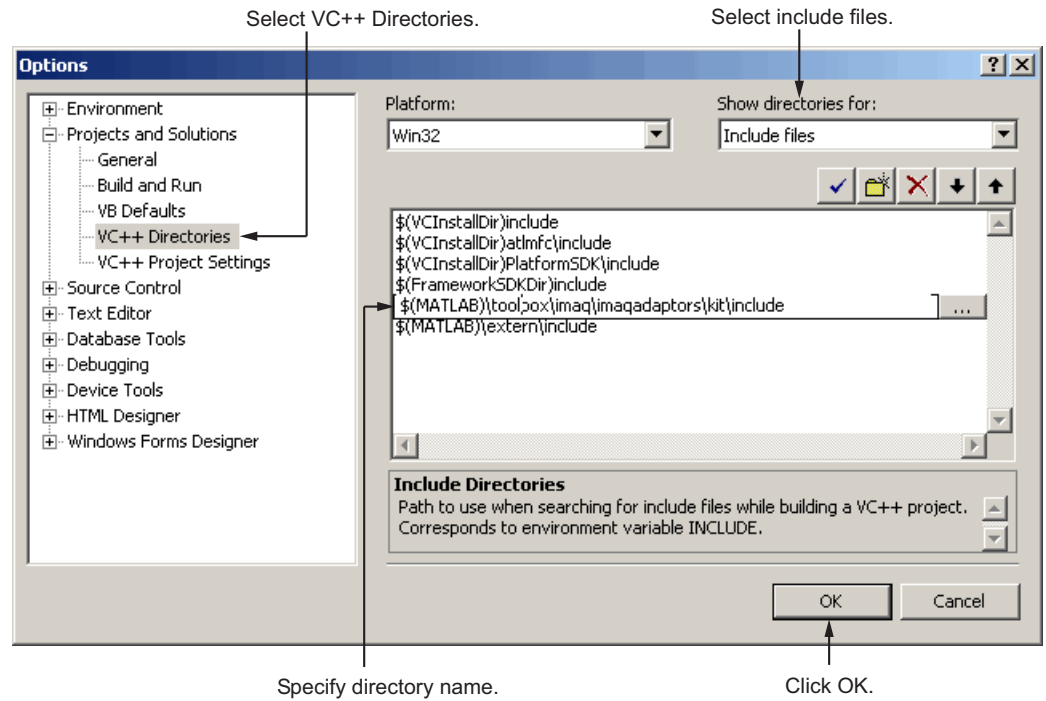 Select VC++ Directories.
Select include files.
Options
Environment
Projects and Solutions
General
Build and Run
VB Defaults
VC++ Directories
VC++ Project Settings
Source Control
Text Editor
Database Tools
Debugging
Device Tools
HTML Designer
Windows Forms Designer
Platform:
Win32
Show directories for:
Include files
$(VCInstallDir)include
$(VCInstallDir)atlmfc\include
$(VCInstallDir)PlatformSDK\include
$(FrameworkSDKDir)include
$(MATLAB)\toolbox\imaq\imaqadaptors\kit\include
...
$(MATLAB)\extern\include
Include Directories
Path to use when searching for include files while building a VC++ project.
Corresponds to environment variable INCLUDE.
OK
Cancel
Specify directory name.
Click OK.